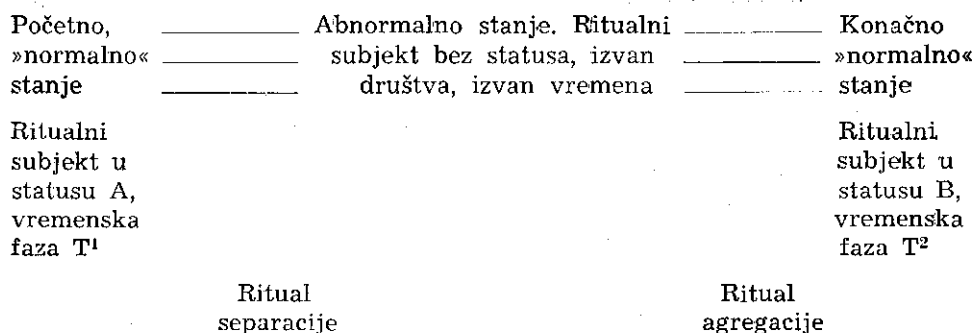 Početno, Abnormalno stanje. Ritualni Konačno
»normalno« subjekt bez statusa, izvan »normalno«
stanje društva, izvan vremena stanje
Ritualni Ritualni
subjekt u subjekt u
statusu A, statusu B,
vremenska vremenska
faza T¹ faza T²
Ritual Ritual
separacije agregacije